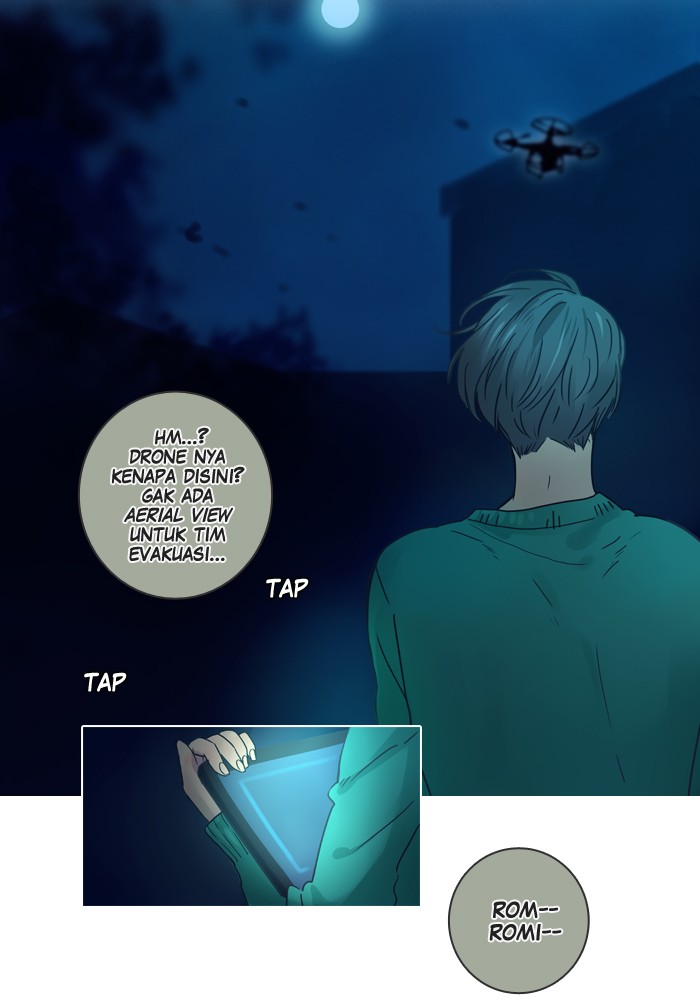 HM...?
DRONE NYA
KENAPA DISINI?
GAK ADA
AERIAL VIEW
UNTUK TIM
EVAKUASI...
TAP
TAP
ROM--
ROMI--